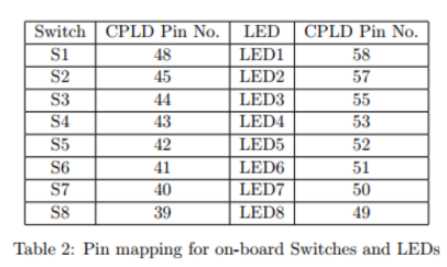 Switch CPLD Pin No. LED CPLD Pin No.
S1 48 LED1 58
S2 45 LED2 57
S3 44 LED3 55
S4 43 LED4 53
S5 42 LED5 52
S6 41 LED6 51
S7 40 LED7 50
S8 39 LED8 49
Table 2: Pin mapping for on-board Switches and LEDs